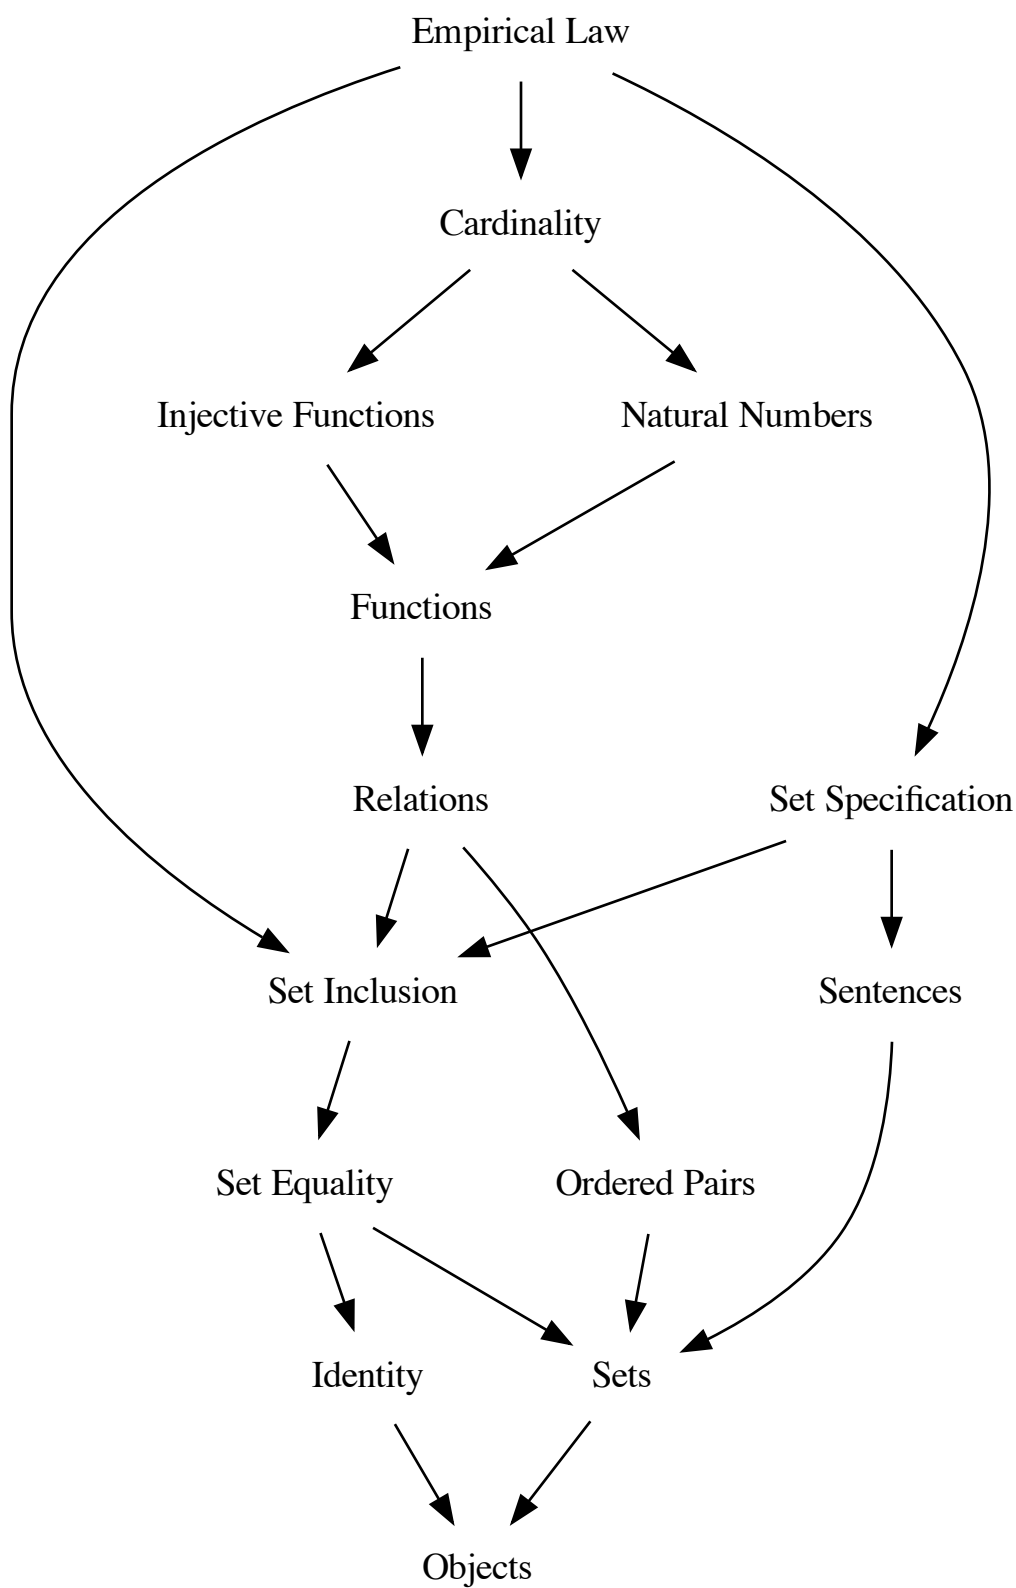 Empirical Law
Cardinality
Injective Functions
Natural Numbers
Functions
Relations
Set Specification
Set Inclusion
Sentences
Set Equality
Ordered Pairs
Identity
Sets
Objects